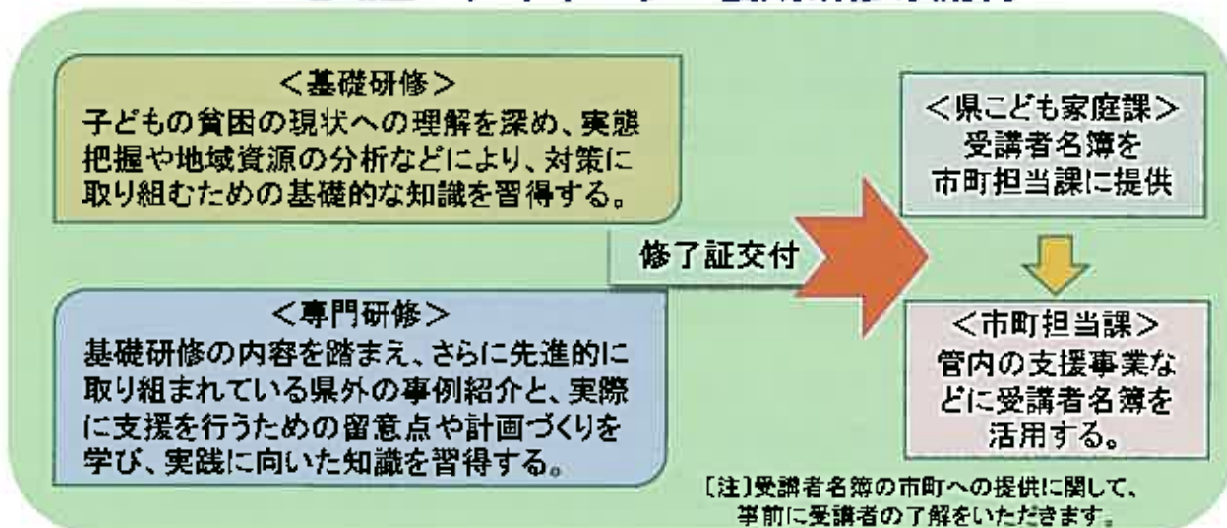 ＜基礎研修＞
子どもの貧困の現状への理解を深め、実態
把握や地域資源の分析などにより、対策に
取り組むための基礎的な知識を習得する。
＜専門研修＞
基礎研修の内容を踏まえ、さらに先進的に
取り組まれている県外の事例紹介と、実際
に支援を行うための留意点や計画づくりを
学び、実践に向いた知識を習得する。
修了証交付
＜県こども家庭課＞
受講者名簿を
市町担当課に提供
＜市町担当課＞
管内の支援事業な
どに受講者名簿を
活用する。
［注］受講者名簿の市町への提供に関して、
事前に受講者の了解をいただきます。